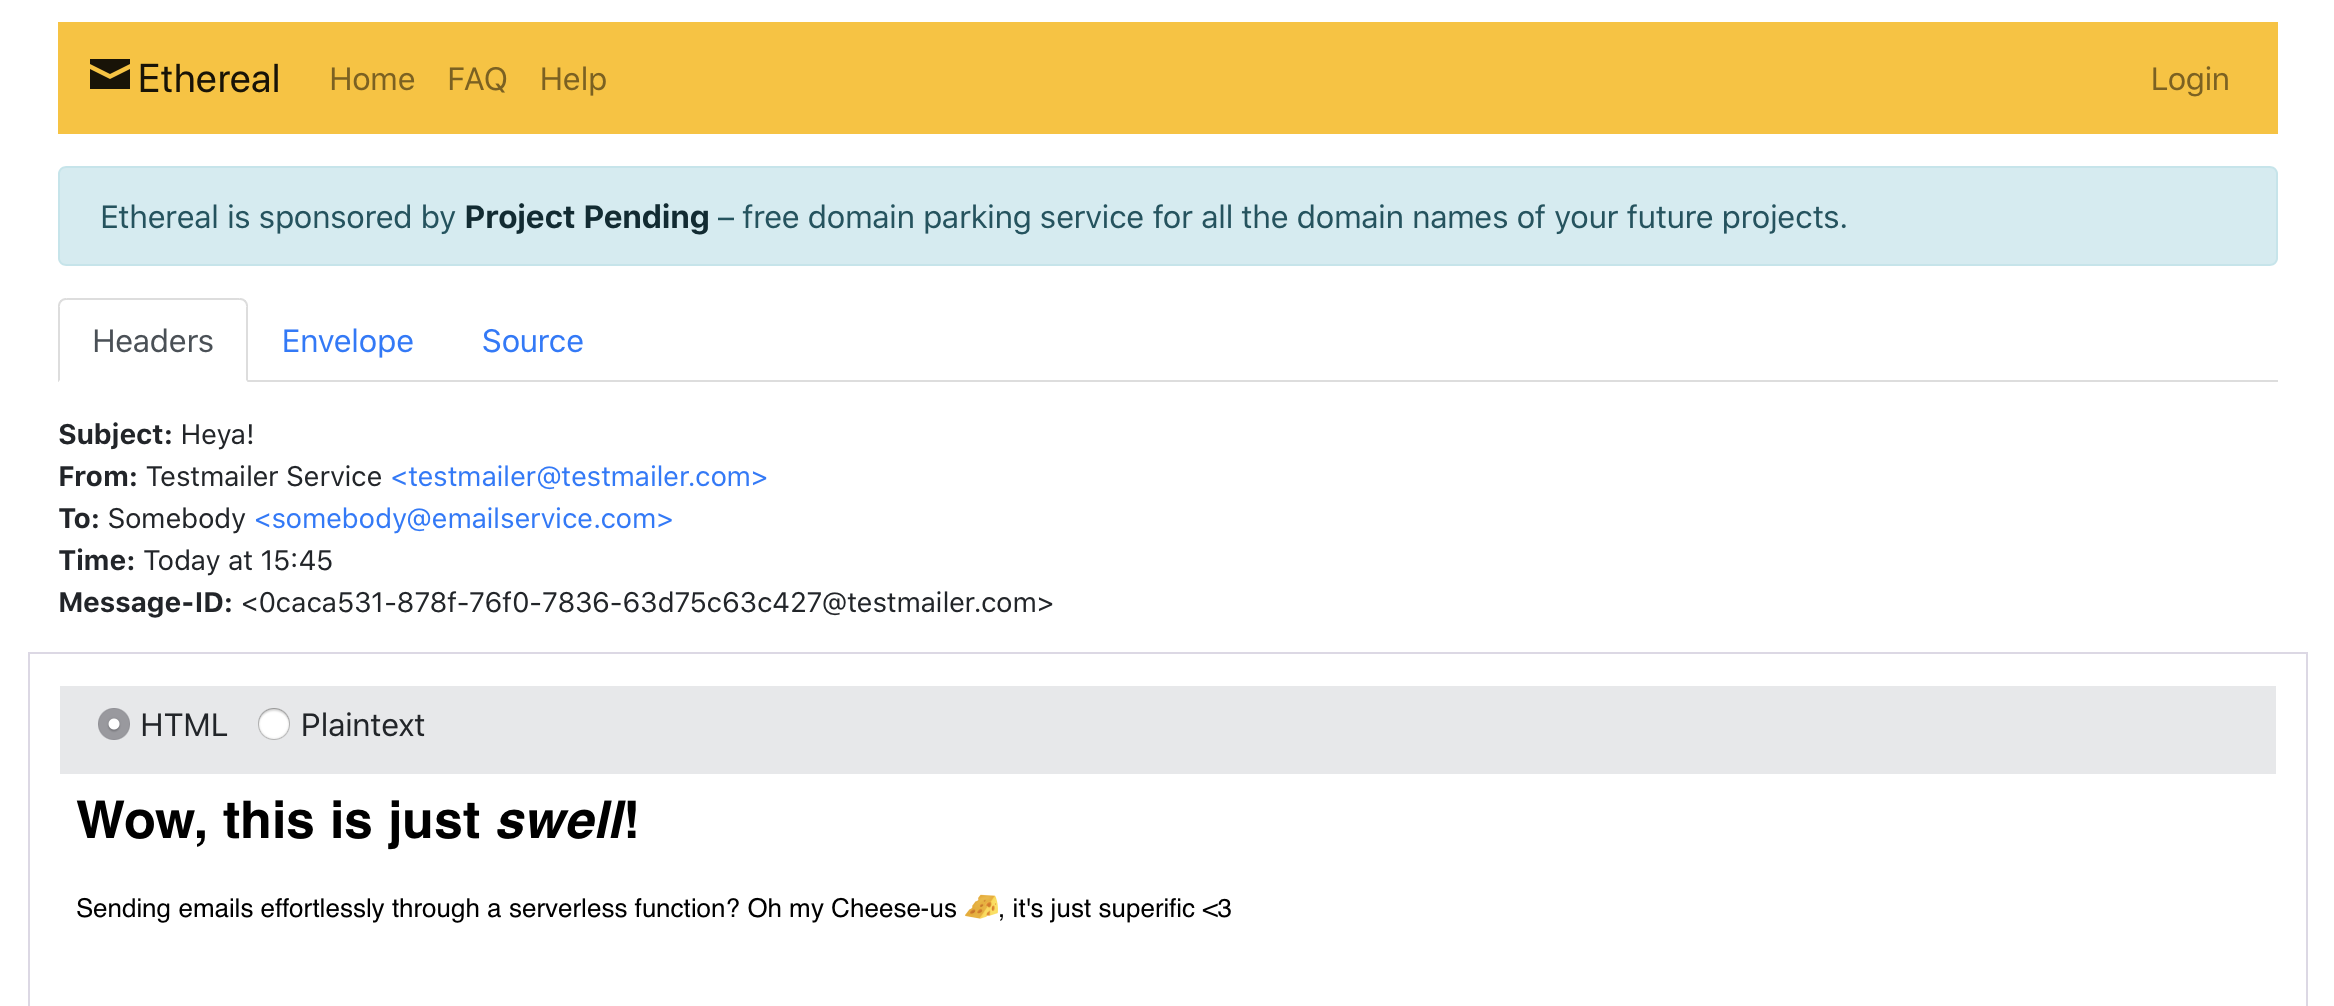 Ethereal Home FAQ Help Login
Ethereal is sponsored by Project Pending – free domain parking service for all the domain names of your future projects.
Headers Envelope Source
Subject: Heya!
From: Testmailer Service <testmailer@testmailer.com>
To: Somebody <somebody@emailservice.com>
Time: Today at 15:45
Message-ID: <0caca531-878f-76f0-7836-63d75c63c427@testmailer.com>
HTML Plaintext
Wow, this is just swell!
Sending emails effortlessly through a serverless function? Oh my Cheese-us 🧀, it's just superific <3